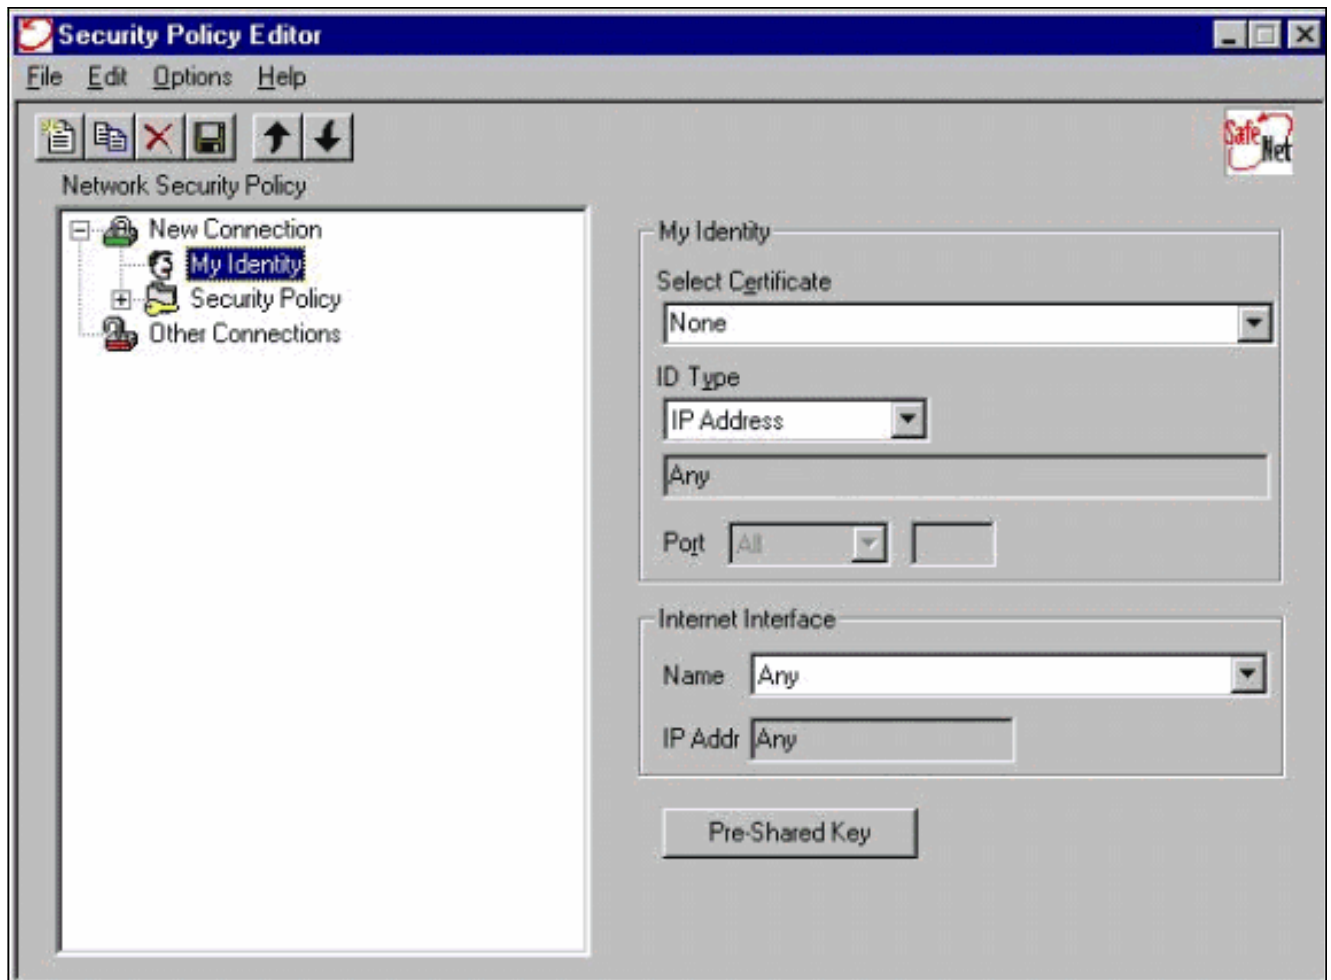 Security Policy Editor
File Edit Options Help
Safe
Net
Network Security Policy
New Connection
My Identity
Security Policy
Other Connections
My Identity
Select Certificate
None
ID Type
IP Address
Any
Port All
Internet Interface
Name Any
IP Addr Any
Pre-Shared Key